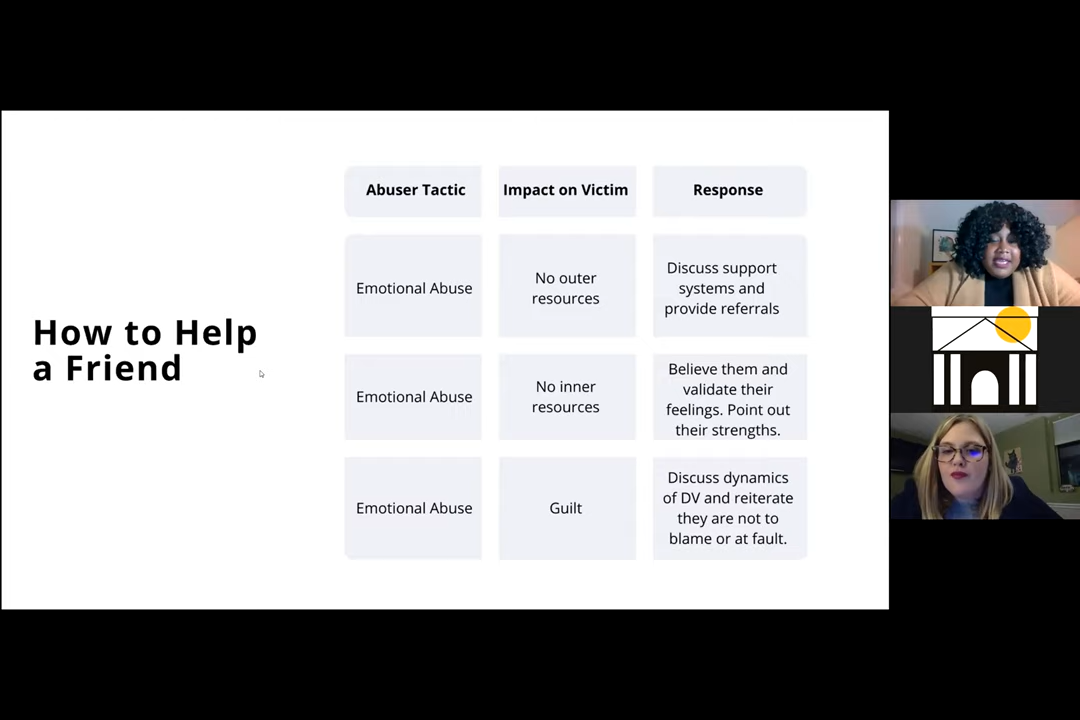 How to Help
a Friend
Abuser Tactic
Impact on Victim
Response
Emotional Abuse
No outer
resources
Discuss support
systems and
provide referrals
Emotional Abuse
No inner
resources
Believe them and
validate their
feelings. Point out
their strengths.
Emotional Abuse
Guilt
Discuss dynamics
of DV and reiterate
they are not to
blame or at fault.